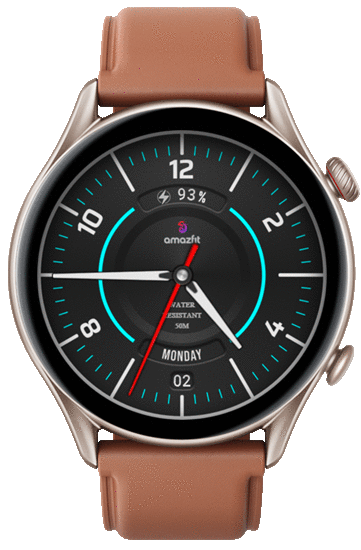 12
93%
10
2
amazfit
WATER
RESISTANT
50M
8
4
MONDAY
02